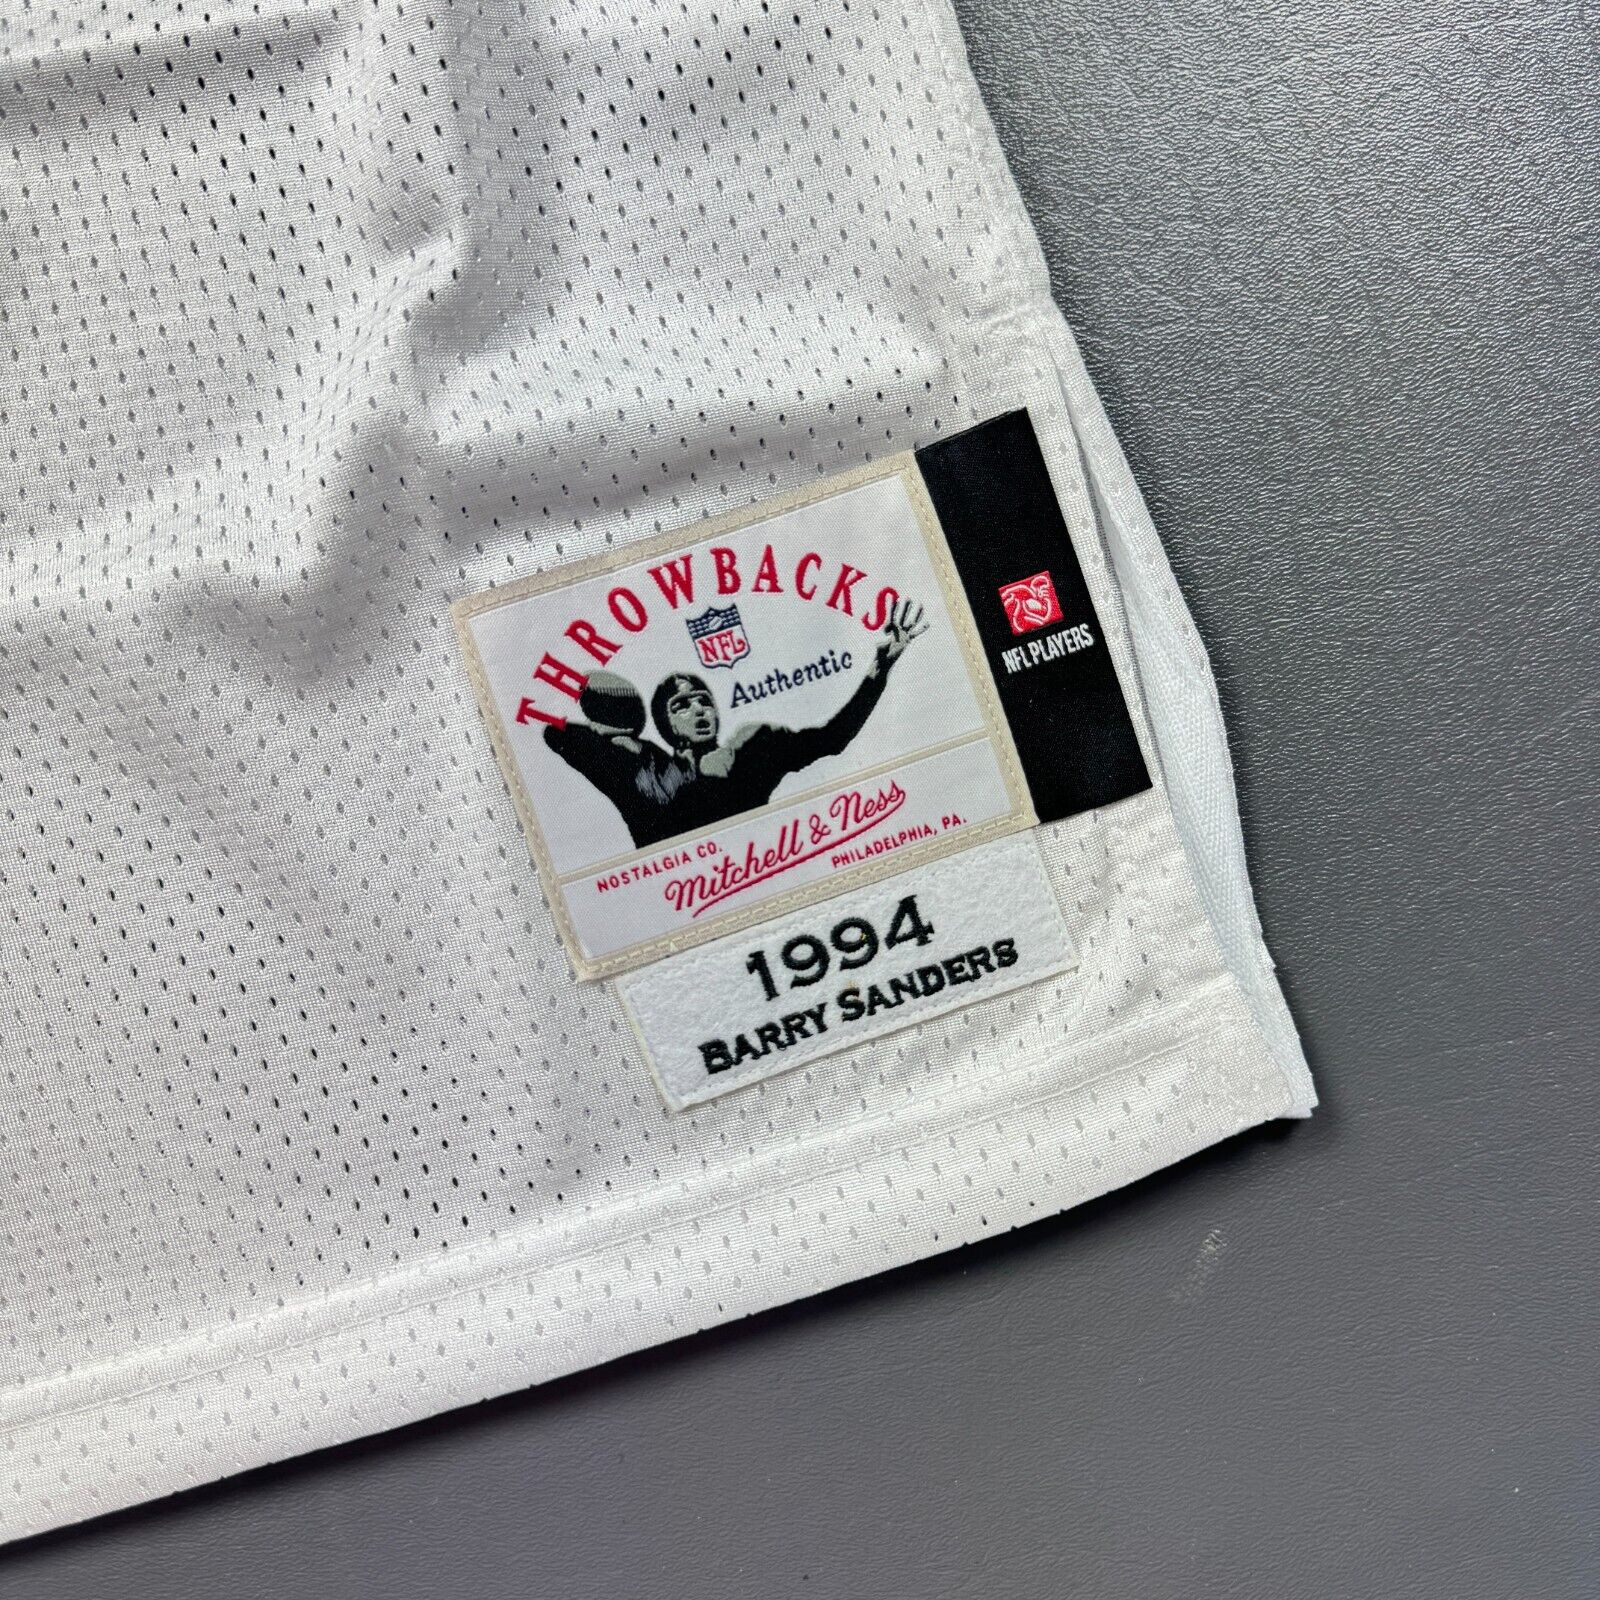 THROWBACKS
NFL
Authentic
NFL PLAYERS
NOSTALGIA CO.
Mitchell & Ness
PHILADELPHIA, PA.
1994
BARRY SANDERS